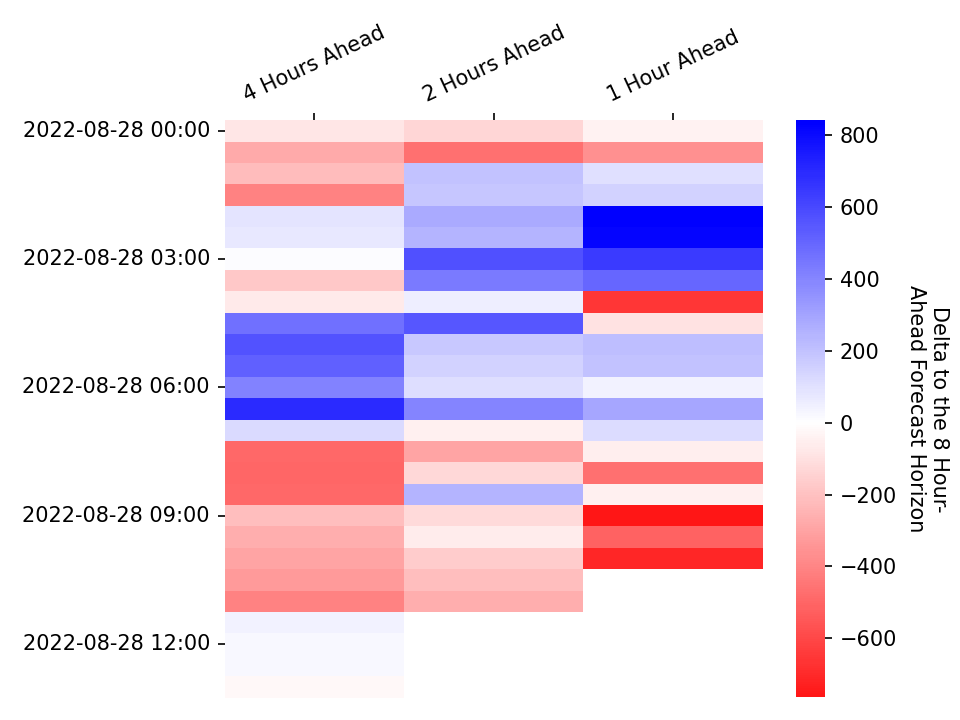 4 Hours Ahead
2 Hours Ahead
1 Hour Ahead
2022-08-28 00:00
2022-08-28 03:00
2022-08-28 06:00
2022-08-28 09:00
2022-08-28 12:00
800
600
400
200
0
−200
−400
−600
Delta to the 8 Hour-
Ahead Forecast Horizon